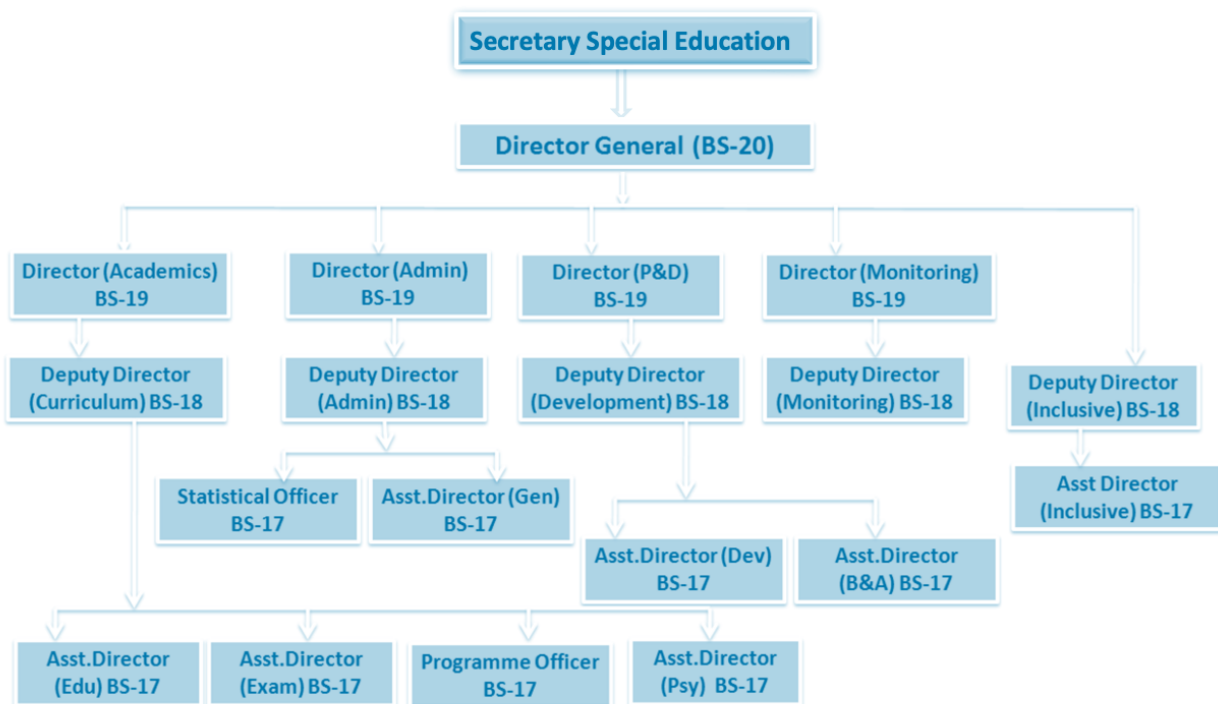 Secretary Special Education
Director General (BS-20)
Director (Academics)
BS-19
Director (Admin)
BS-19
Director (P&D)
BS-19
Director (Monitoring)
BS-19
Deputy Director
(Curriculum) BS-18
Deputy Director
(Admin) BS-18
Deputy Director
(Development) BS-18
Deputy Director
(Monitoring) BS-18
Deputy Director
(Inclusive) BS-18
Statistical Officer
BS-17
Asst.Director (Gen)
BS-17
Asst Director
(Inclusive) BS-17
Asst.Director (Dev)
BS-17
Asst.Director
(B&A) BS-17
Asst.Director
(Edu) BS-17
Asst.Director
(Exam) BS-17
Programme Officer
BS-17
Asst.Director
(Psy) BS-17